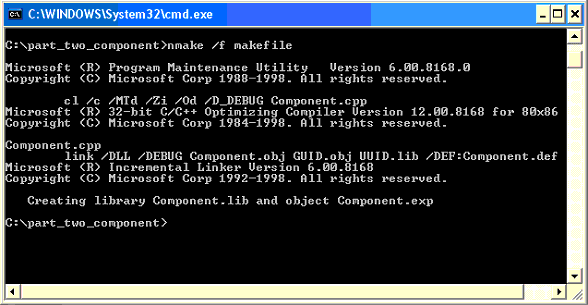 C:\WINDOWS\System32\cmd.exe
C:\part_two_component>nmake /f makefile
Microsoft (R) Program Maintenance Utility   Version 6.00.8168.0
Copyright (C) Microsoft Corp 1988-1998. All rights reserved.
cl /c /MTd /Zi /Od /D_DEBUG Component.cpp
Microsoft (R) 32-bit C/C++ Optimizing Compiler Version 12.00.8168 for 80x86
Copyright (C) Microsoft Corp 1984-1998. All rights reserved.
Component.cpp
link /DLL /DEBUG Component.obj GUID.obj UUID.lib /DEF:Component.def
Microsoft (R) Incremental Linker Version 6.00.8168
Copyright (C) Microsoft Corp 1992-1998. All rights reserved.
Creating library Component.lib and object Component.exp
C:\part_two_component>